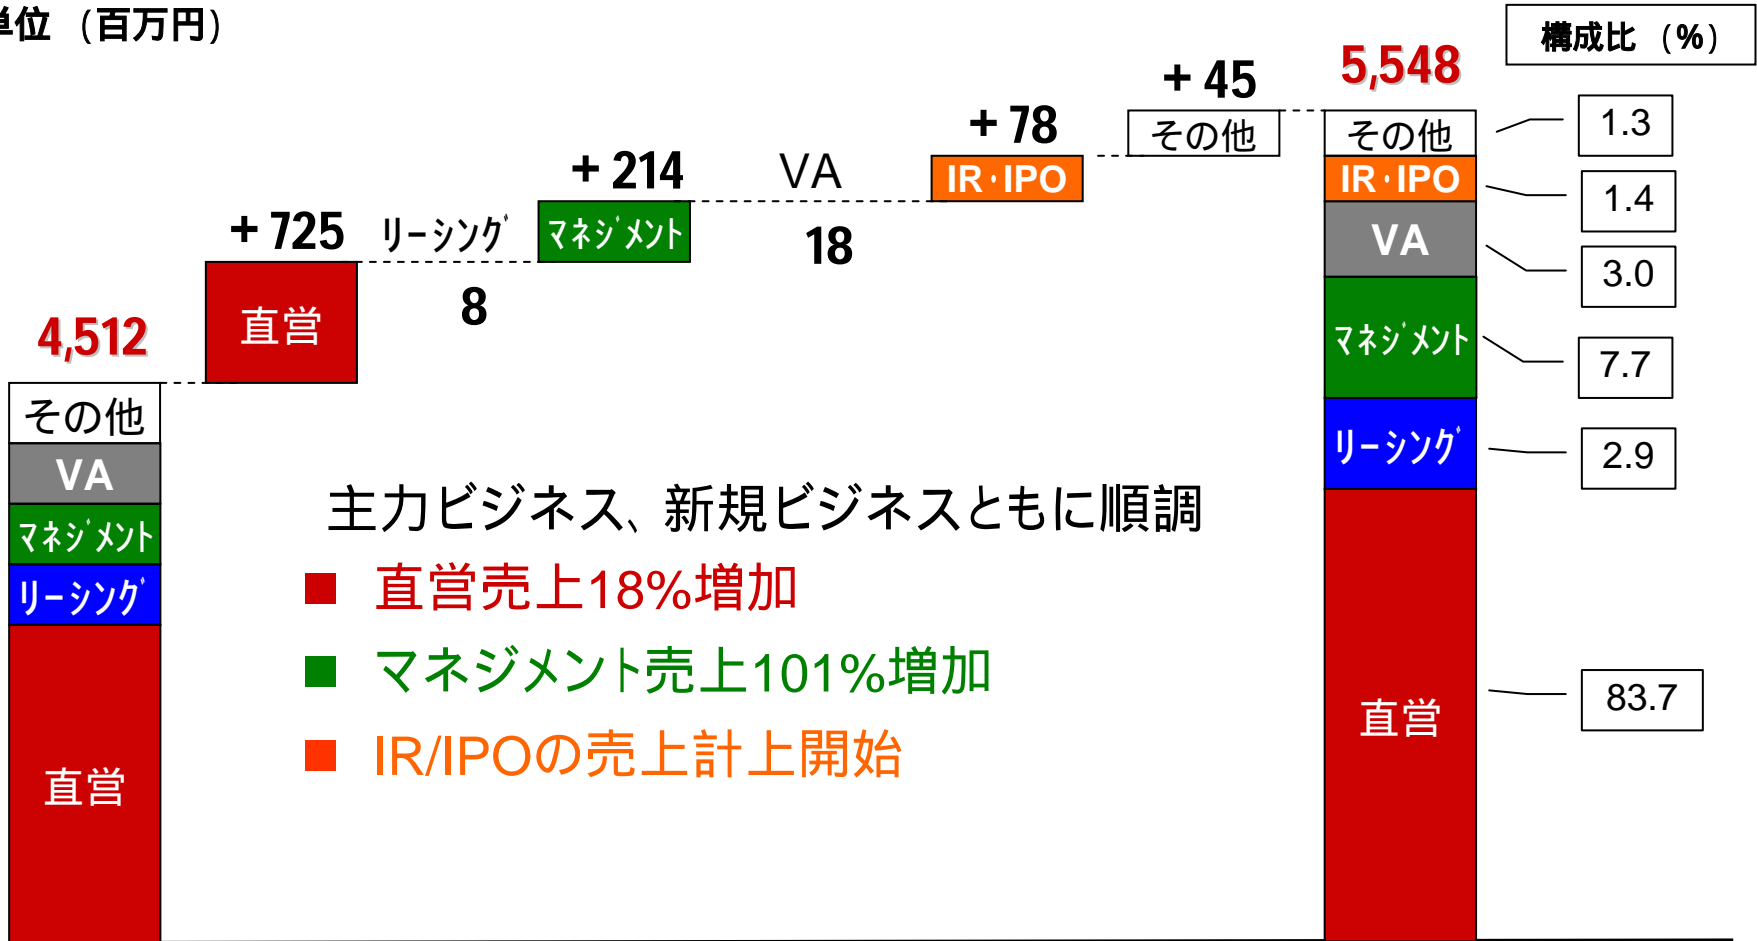 単位 (百万円)
構成比 (%)
5,548
+ 45
+ 78
+ 214
+ 725
4,512
VA
18
リーシング
8
その他
IR・IPO
マネジメント
直営
その他
VA
マネジメント
リーシング
直営
その他
IR・IPO
VA
マネジメント
リーシング
直営
1.3
1.4
3.0
7.7
2.9
83.7
主力ビジネス、新規ビジネスともに順調
■ 直営売上18%増加
■ マネジメント売上101%増加
■ IR/IPOの売上計上開始